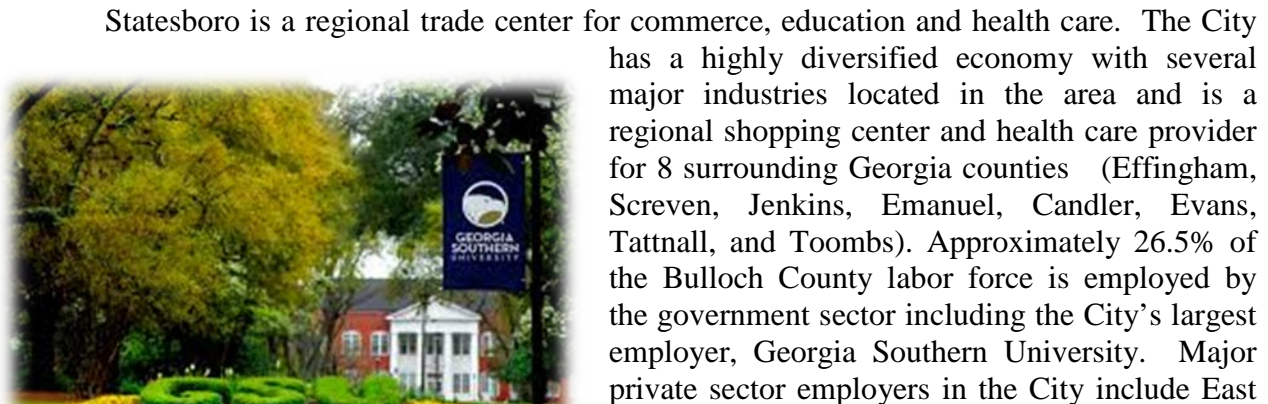 Statesboro is a regional trade center for commerce, education and health care. The City
has a highly diversified economy with several
major industries located in the area and is a
regional shopping center and health care provider
for 8 surrounding Georgia counties (Effingham,
Screven, Jenkins, Emanuel, Candler, Evans,
Tattnall, and Toombs). Approximately 26.5% of
the Bulloch County labor force is employed by
the government sector including the City’s largest
employer, Georgia Southern University. Major
private sector employers in the City include East
GEORGIA
SOUTHERN
UNIVERSITY